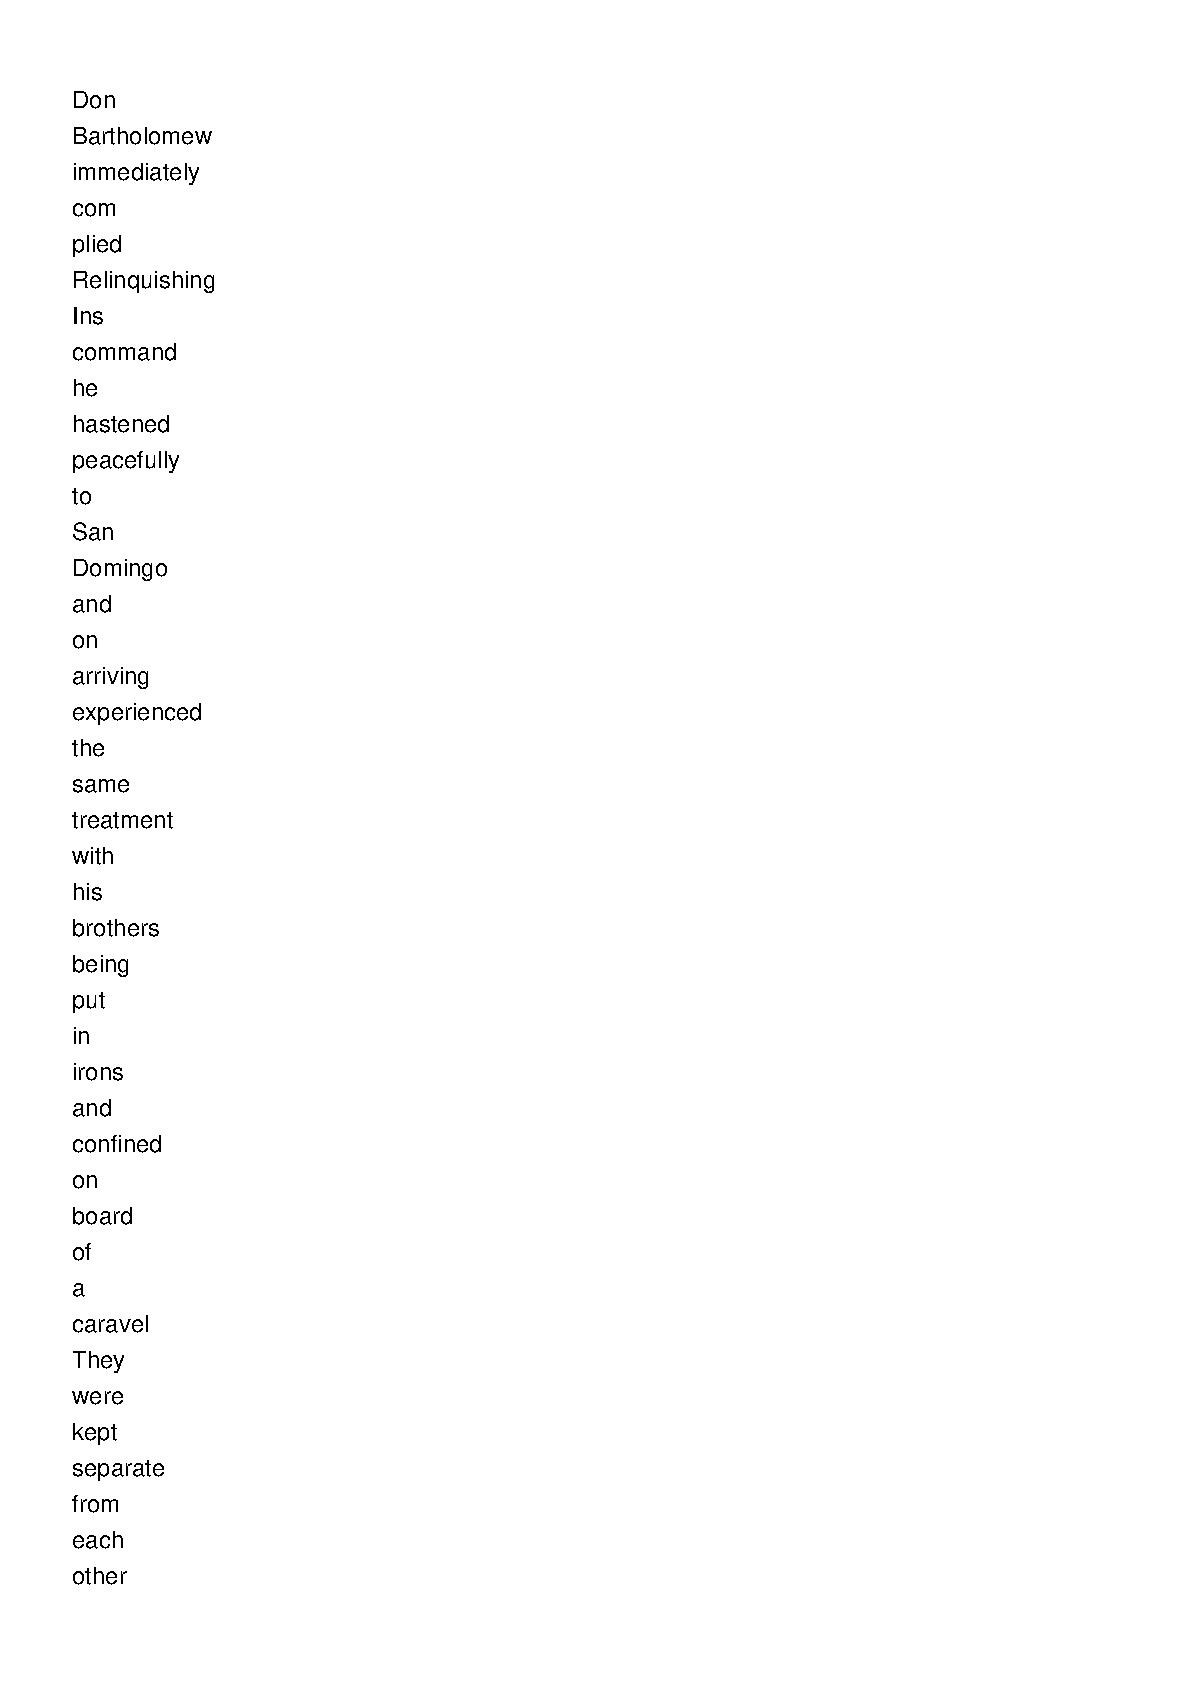 Don
Bartholomew
immediately
com
plied
Relinquishing
Ins
command
he
hastened
peacefully
to
San
Domingo
and
on
arriving
experienced
the
same
treatment
with
his
brothers
being
put
in
irons
and
confined
on
board
of
a
caravel
They
were
kept
separate
from
each
other